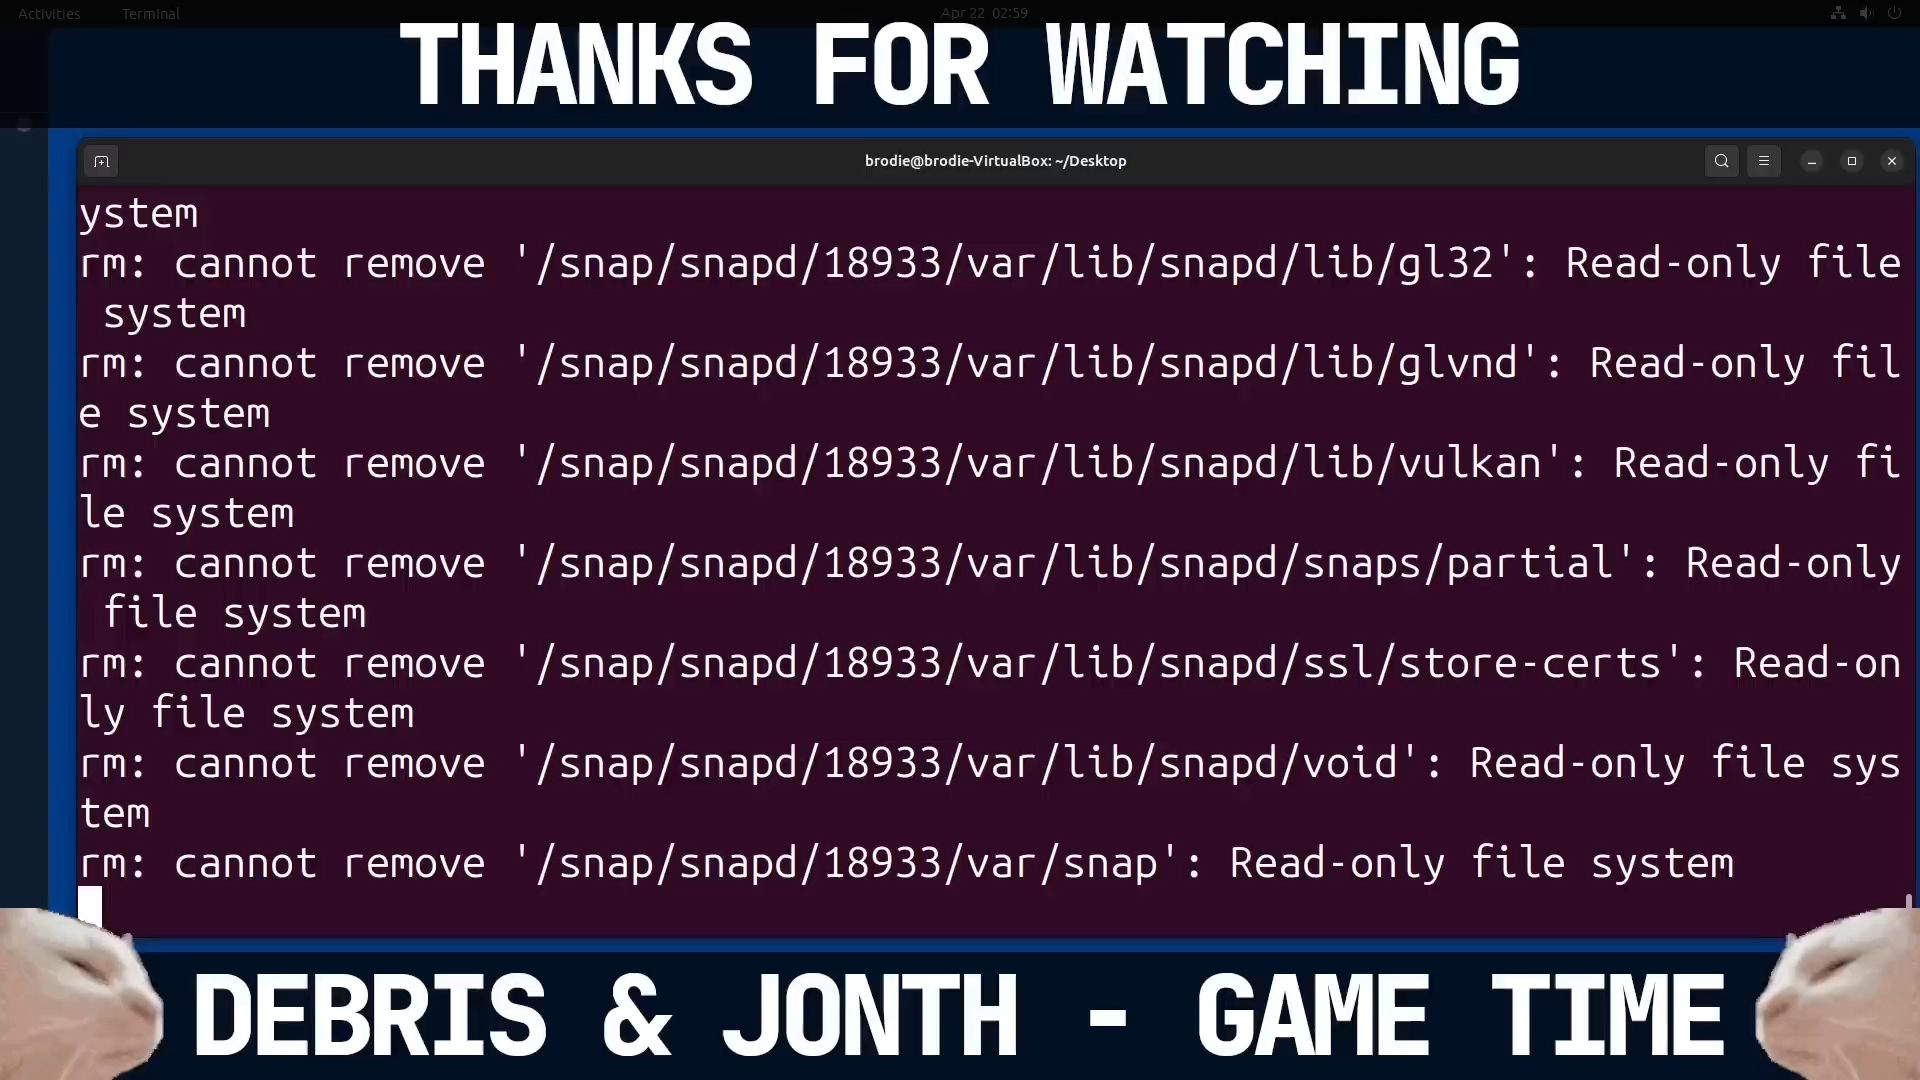 Activities Terminal Apr 22 02:59
THANKS FOR WATCHING
brodie@brodie-VirtualBox: ~/Desktop
ystem
rm: cannot remove '/snap/snapd/18933/var/lib/snapd/lib/gl32': Read-only file
 system
rm: cannot remove '/snap/snapd/18933/var/lib/snapd/lib/glvnd': Read-only fil
e system
rm: cannot remove '/snap/snapd/18933/var/lib/snapd/lib/vulkan': Read-only fi
le system
rm: cannot remove '/snap/snapd/18933/var/lib/snapd/snaps/partial': Read-only
 file system
rm: cannot remove '/snap/snapd/18933/var/lib/snapd/ssl/store-certs': Read-on
ly file system
rm: cannot remove '/snap/snapd/18933/var/lib/snapd/void': Read-only file sys
tem
rm: cannot remove '/snap/snapd/18933/var/snap': Read-only file system
DEBRIS & JONTH - GAME TIME